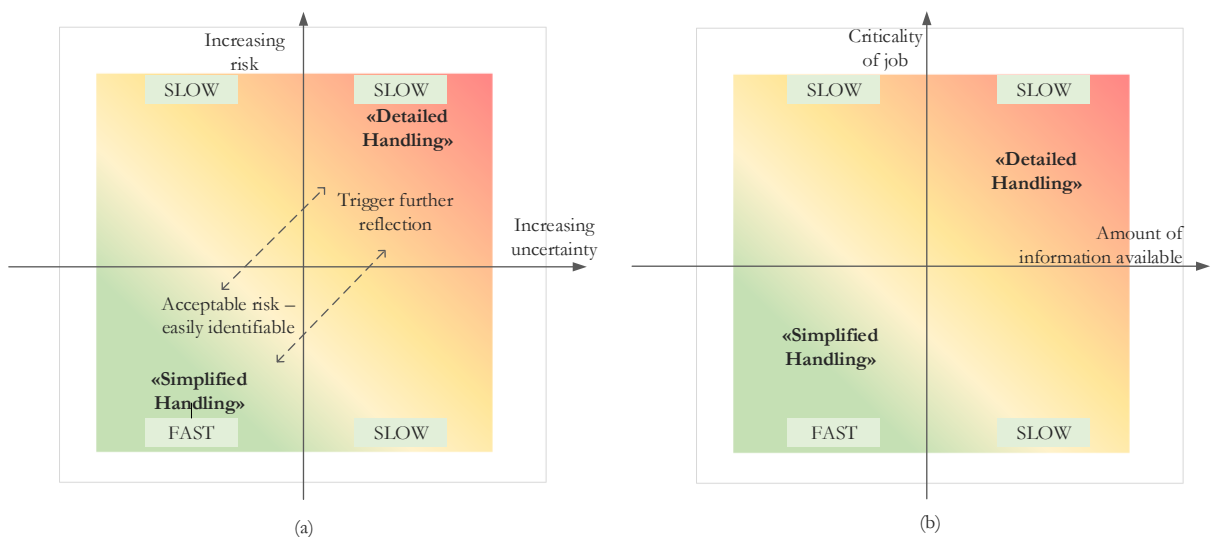 Increasing
risk
SLOW
SLOW
«Detailed
Handling»
Trigger further
reflection
Increasing
uncertainty
Acceptable risk –
easily identifiable
«Simplified
Handling»
FAST
SLOW
(a)
Criticality
of job
SLOW
SLOW
«Detailed
Handling»
Amount of
information available
«Simplified
Handling»
FAST
SLOW
(b)